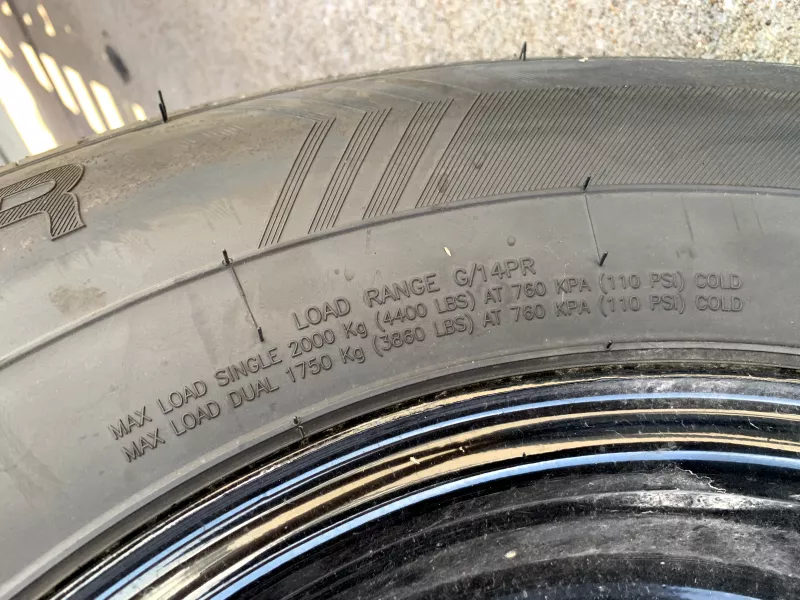 R
LOAD RANGE G/14PR
MAX LOAD SINGLE 2000 Kg (4400 LBS) AT 760 KPA (110 PSI) COLD
MAX LOAD DUAL 1750 Kg (3860 LBS) AT 760 KPA (110 PSI) COLD